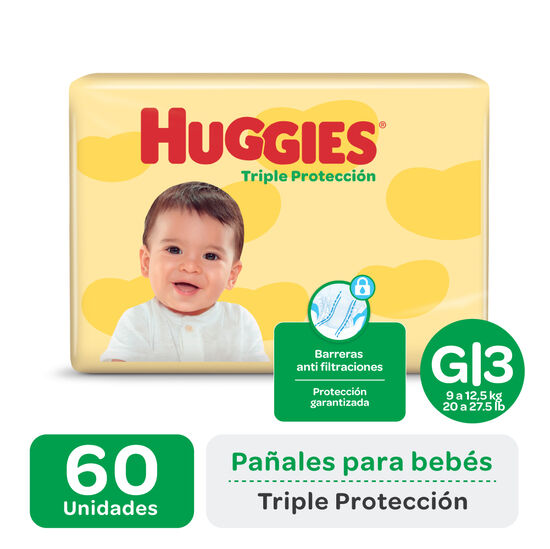 HUGGIES®
Triple Protección
Barreras
anti filtraciones
Protección
garantizada
G|3
9 a 12,5 kg
20 a 27.5 lb
60
Unidades
Pañales para bebés
Triple Protección